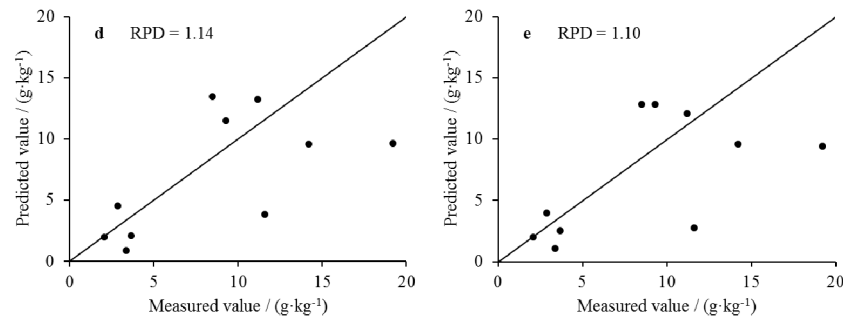 d RPD = 1.14
20
15
10
5
0
Predicted value / (g·kg⁻¹)
0 5 10 15 20
Measured value / (g·kg⁻¹)
e RPD = 1.10
20
15
10
5
0
Predicted value / (g·kg⁻¹)
0 5 10 15 20
Measured value / (g·kg⁻¹)